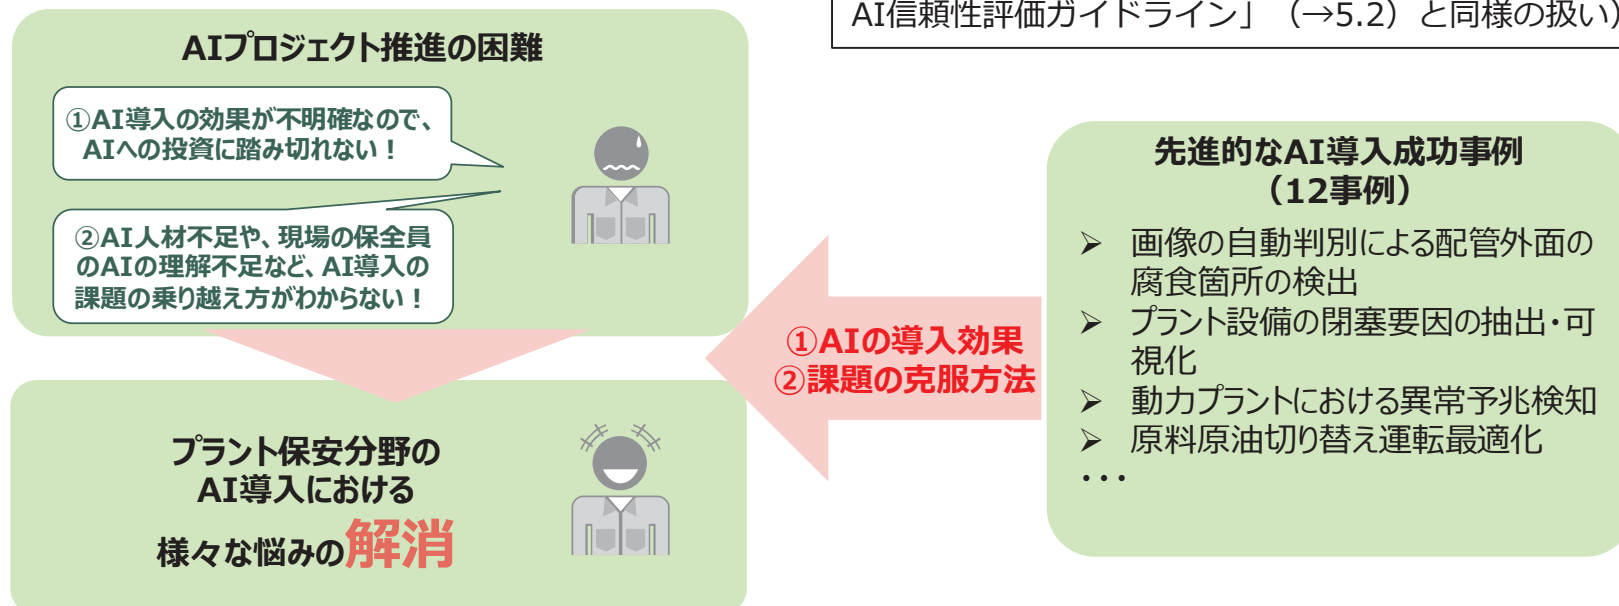 AI信頼性評価ガイドライン」（→5.2）と同様の扱い）
AIプロジェクト推進の困難
①AI導入の効果が不明確なので、
AIへの投資に踏み切れない！
②AI人材不足や、現場の保全員
のAIの理解不足など、AI導入の
課題の乗り越え方がわからない！
プラント保安分野の
AI導入における
様々な悩みの解消
①AIの導入効果
②課題の克服方法
先進的なAI導入成功事例
（12事例）
➢ 画像の自動判別による配管外面の
腐食箇所の検出
➢ プラント設備の閉塞要因の抽出・可
視化
➢ 動力プラントにおける異常予兆検知
➢ 原料原油切り替え運転最適化
・・・